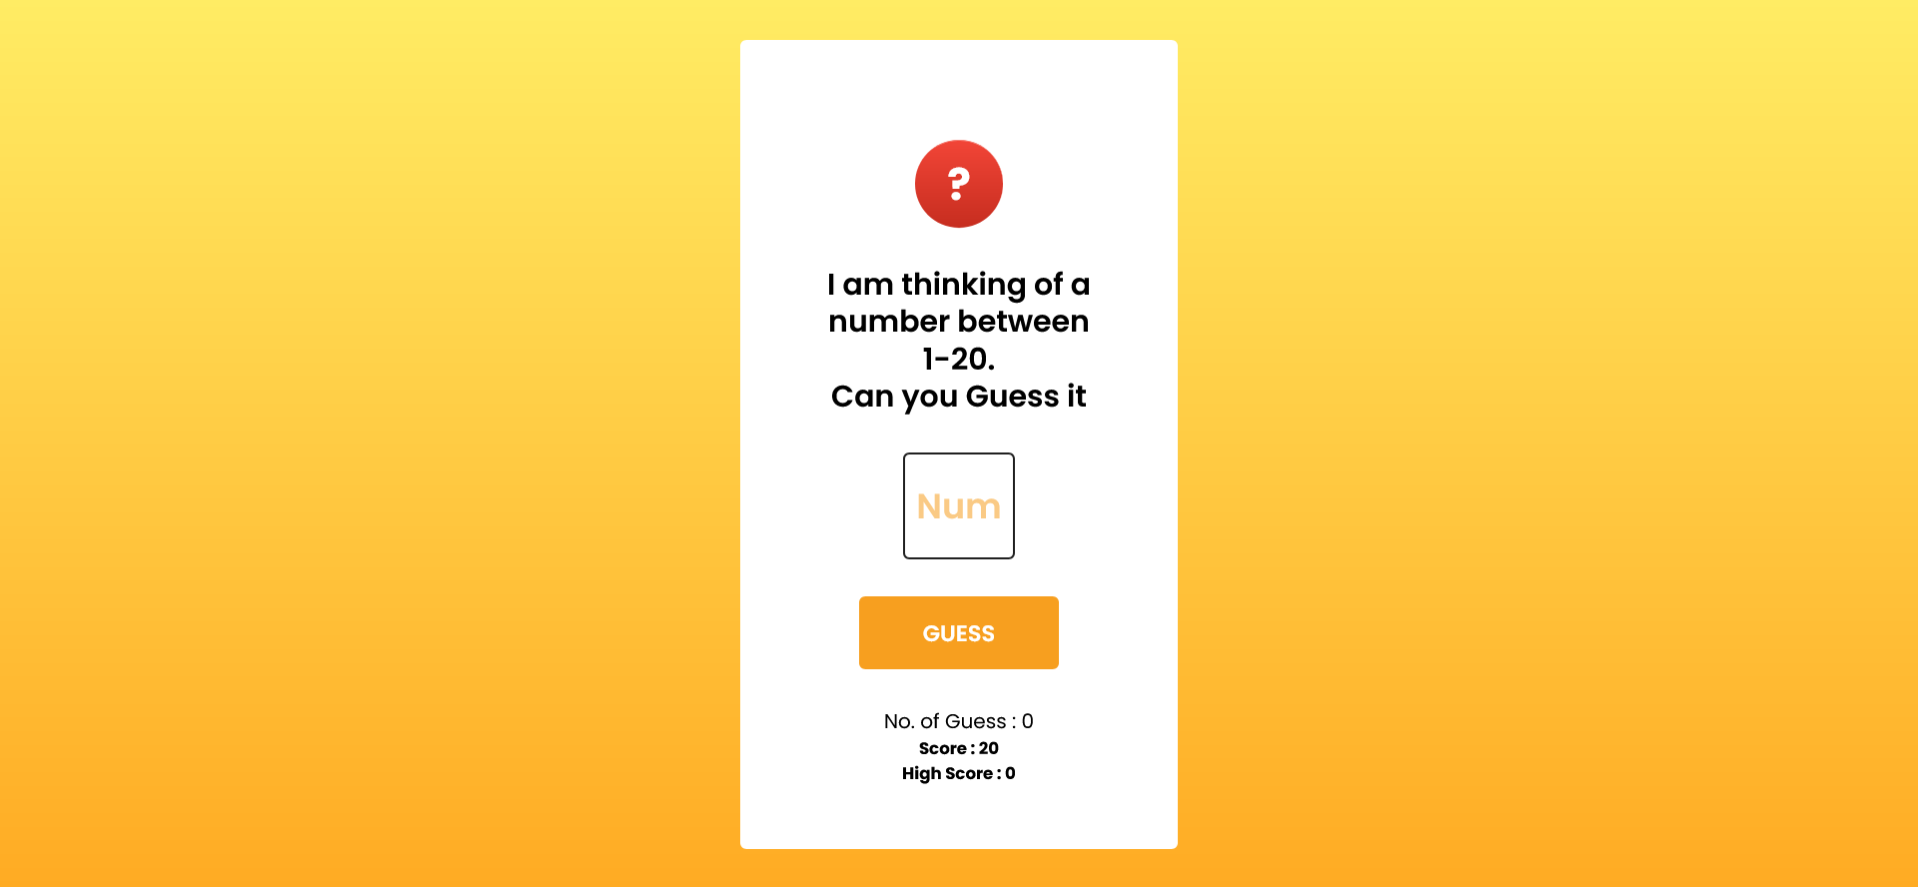 ?
I am thinking of a
number between
1-20.
Can you Guess it
Num
GUESS
No. of Guess : 0
Score : 20
High Score : 0